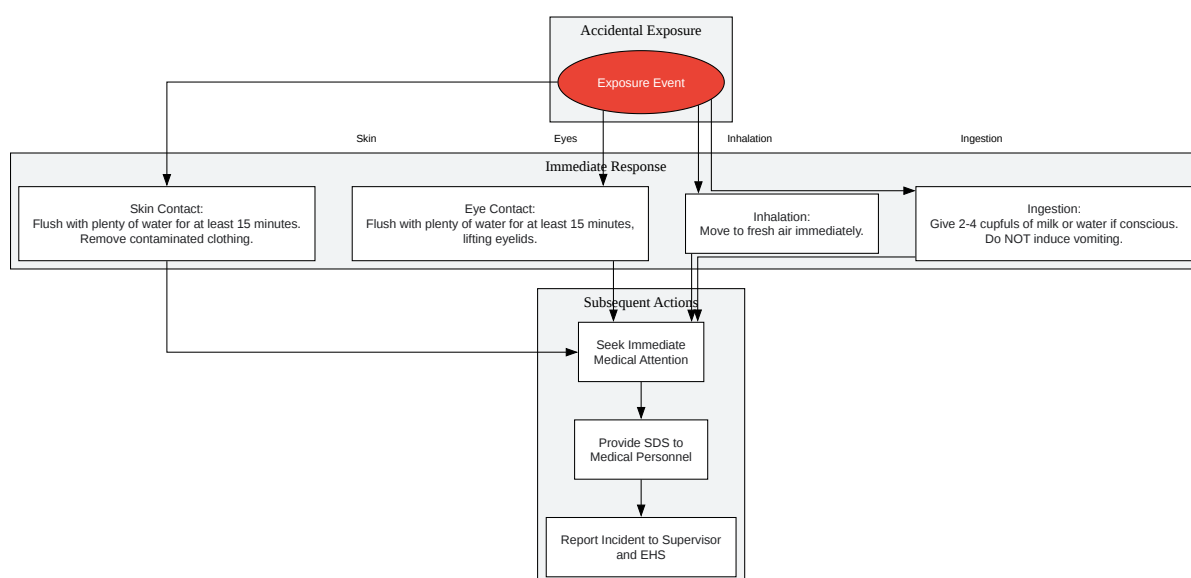 Accidental Exposure
Exposure Event
Skin
Eyes
Inhalation
Ingestion
Immediate Response
Skin Contact:
Flush with plenty of water for at least 15 minutes.
Remove contaminated clothing.
Eye Contact:
Flush with plenty of water for at least 15 minutes,
lifting eyelids.
Inhalation:
Move to fresh air immediately.
Ingestion:
Give 2-4 cupfuls of milk or water if conscious.
Do NOT induce vomiting.
Subsequent Actions
Seek Immediate
Medical Attention
Provide SDS to
Medical Personnel
Report Incident to Supervisor
and EHS